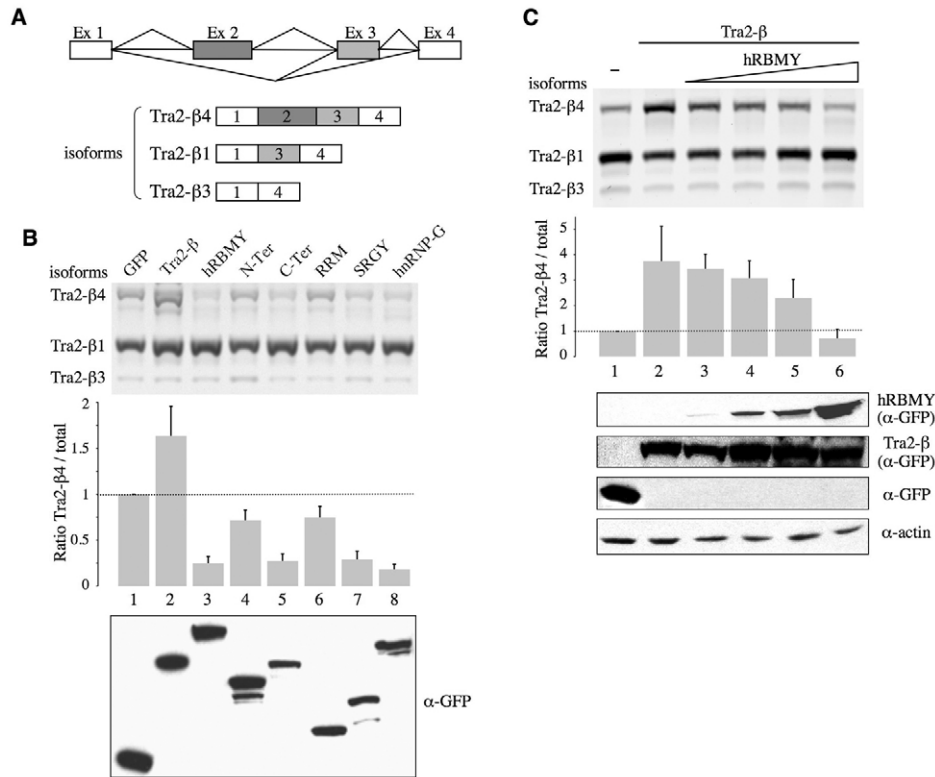 A
Ex 1 Ex 2 Ex 3 Ex 4
isoforms
Tra2-β4 1 2 3 4
Tra2-β1 1 3 4
Tra2-β3 1 4
B
isoforms GFP Tra2-β hRBMY N-Ter C-Ter RRM SRGY hnRNP-G
Tra2-β4
Tra2-β1
Tra2-β3
Ratio Tra2-β4 / total
2
1.5
1
0.5
0.25
0
1 2 3 4 5 6 7 8
α-GFP
C
Tra2-β
– hRBMY
isoforms
Tra2-β4
Tra2-β1
Tra2-β3
Ratio Tra2-β4 / total
5
4
3
2
1
0
1 2 3 4 5 6
hRBMY
(α-GFP)
Tra2-β
(α-GFP)
α-GFP
α-actin